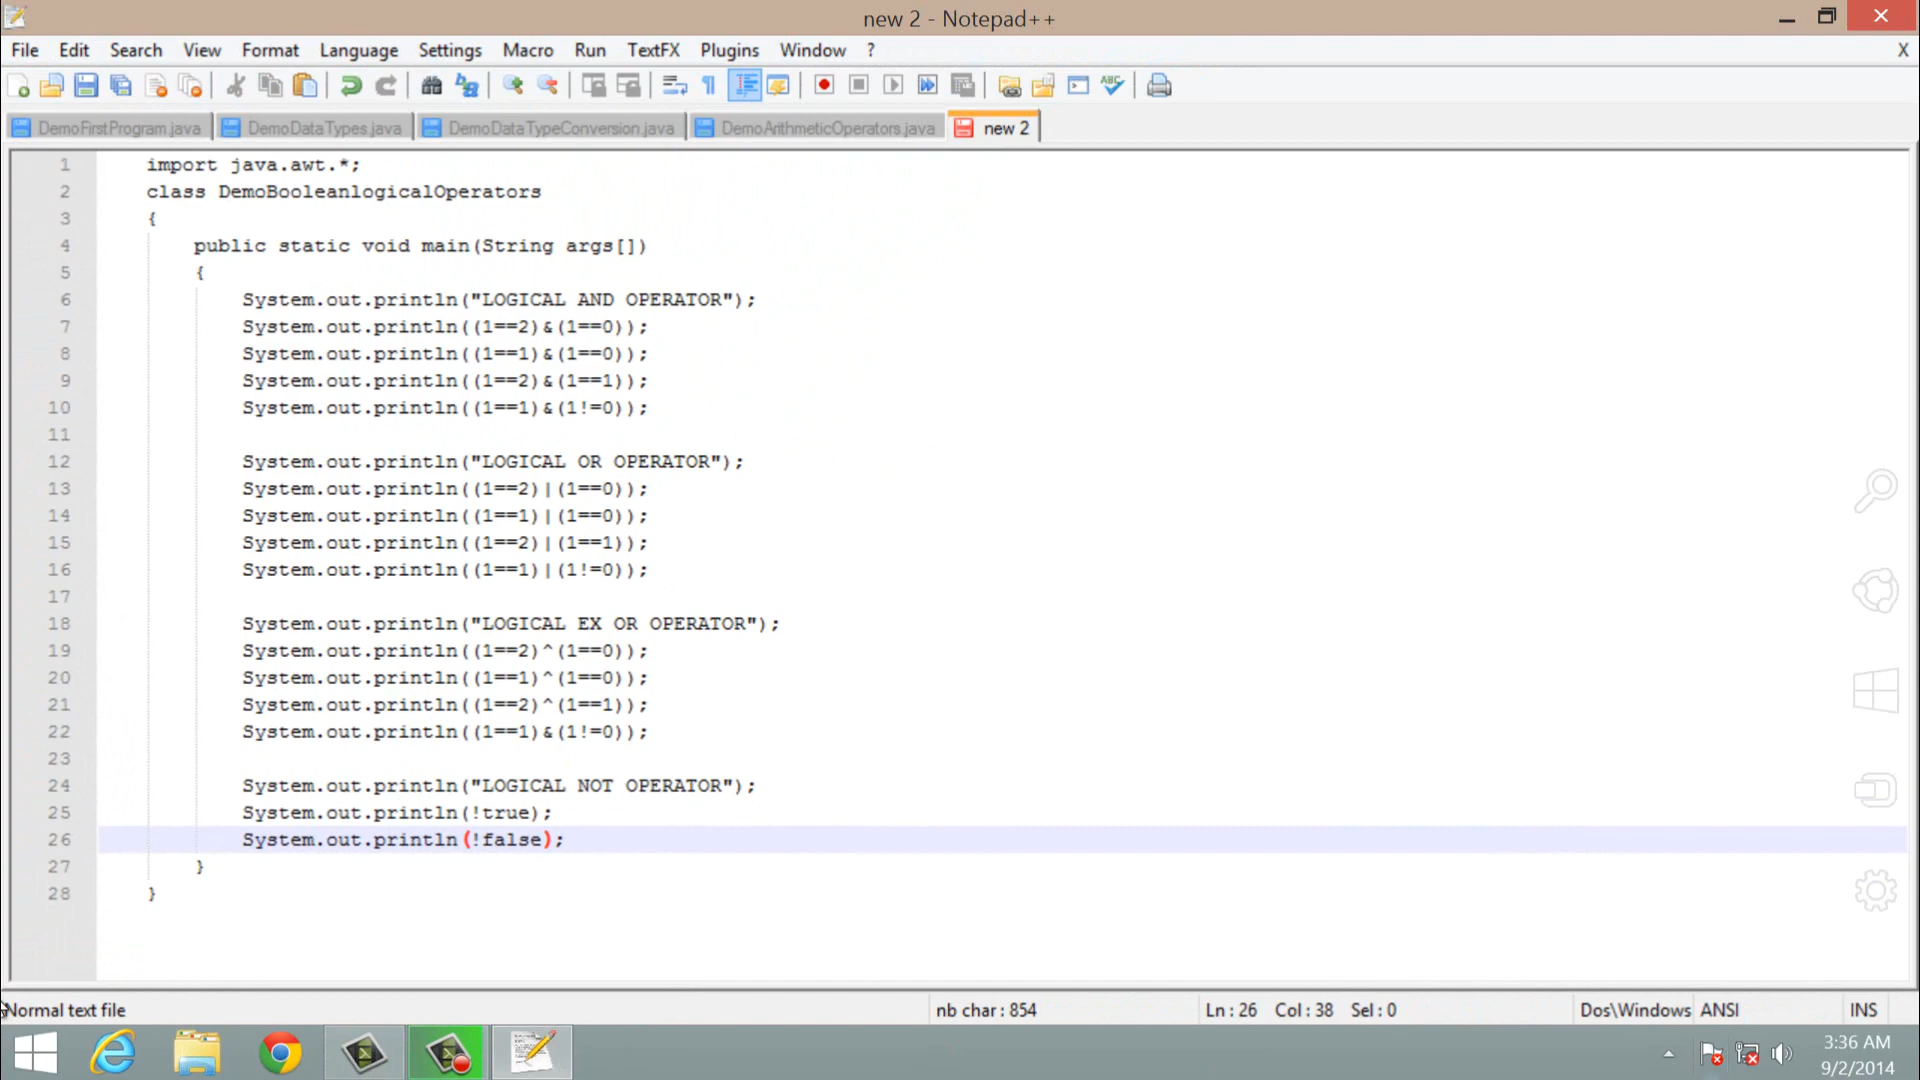 new 2 - Notepad++
File Edit Search View Format Language Settings Macro Run TextFX Plugins Window ? X
DemoFirstProgram.java DemoDataTypes.java DemoDataTypeConversion.java DemoArithmeticOperators.java new 2
1 import java.awt.*;
2 class DemoBooleanlogicalOperators
3 {
4 public static void main(String args[])
5 {
6 System.out.println("LOGICAL AND OPERATOR");
7 System.out.println((1==2)&(1==0));
8 System.out.println((1==1)&(1==0));
9 System.out.println((1==2)&(1==1));
10 System.out.println((1==1)&(1!=0));
11
12 System.out.println("LOGICAL OR OPERATOR");
13 System.out.println((1==2)|(1==0));
14 System.out.println((1==1)|(1==0));
15 System.out.println((1==2)|(1==1));
16 System.out.println((1==1)|(1!=0));
17
18 System.out.println("LOGICAL EX OR OPERATOR");
19 System.out.println((1==2)^(1==0));
20 System.out.println((1==1)^(1==0));
21 System.out.println((1==2)^(1==1));
22 System.out.println((1==1)&(1!=0));
23
24 System.out.println("LOGICAL NOT OPERATOR");
25 System.out.println(!true);
26 System.out.println(!false);
27 }
28 }
Normal text file nb char : 854 Ln : 26 Col : 38 Sel : 0 Dos\Windows ANSI INS
3:36 AM
9/2/2014